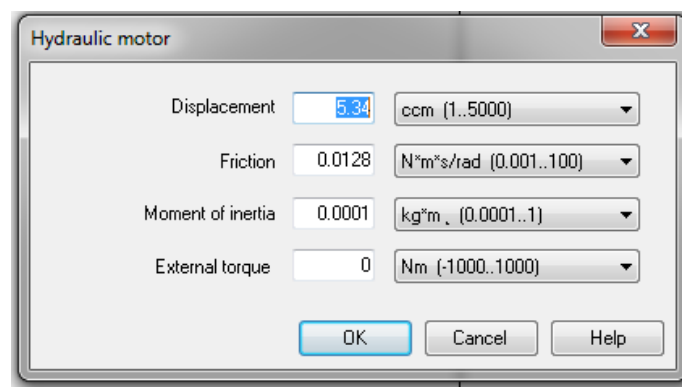 Hydraulic motor
Displacement 5.34 ccm (1..5000)
Friction 0.0128 N*m*s/rad (0.001..100)
Moment of inertia 0.0001 kg*m˛ (0.0001..1)
External torque 0 Nm (-1000..1000)
OK Cancel Help